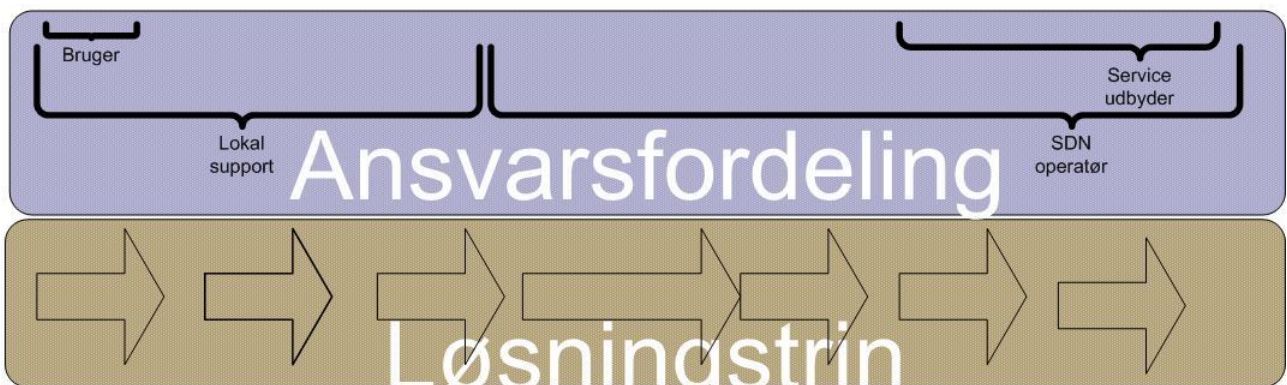 Bruger
Service
udbyder
Lokal
support
SDN
operatør
Ansvarsfordeling
Løsningstrin